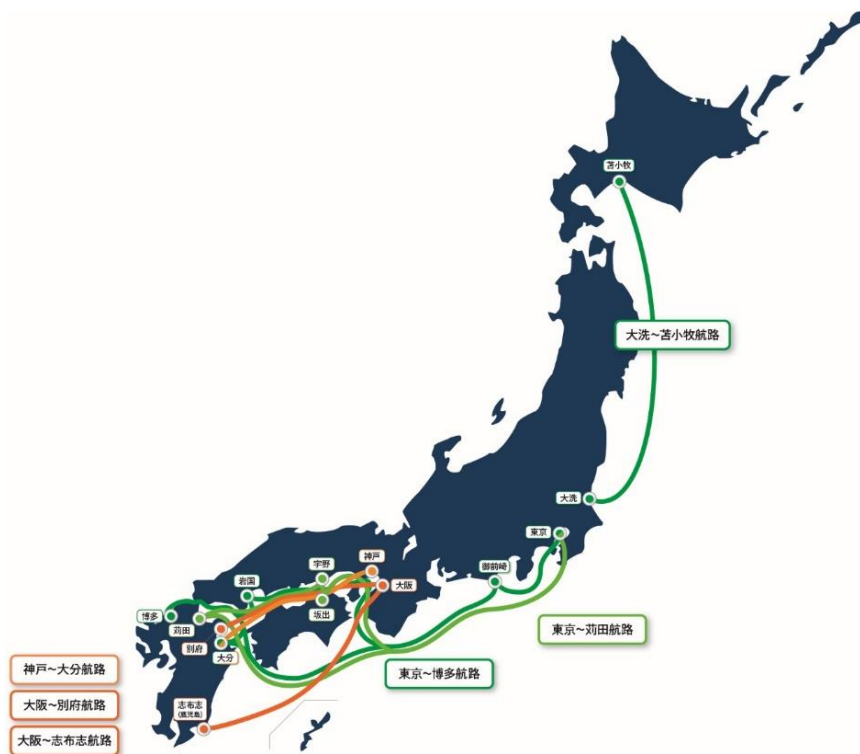 苫小牧
大洗～苫小牧航路
大洗
東京
御前崎
神戸
宇野
大阪
岩国
坂出
博多
苅田
別府
大分
東京～苅田航路
東京～博多航路
神戸～大分航路
大阪～別府航路
大阪～志布志航路
志布志
(鹿児島)